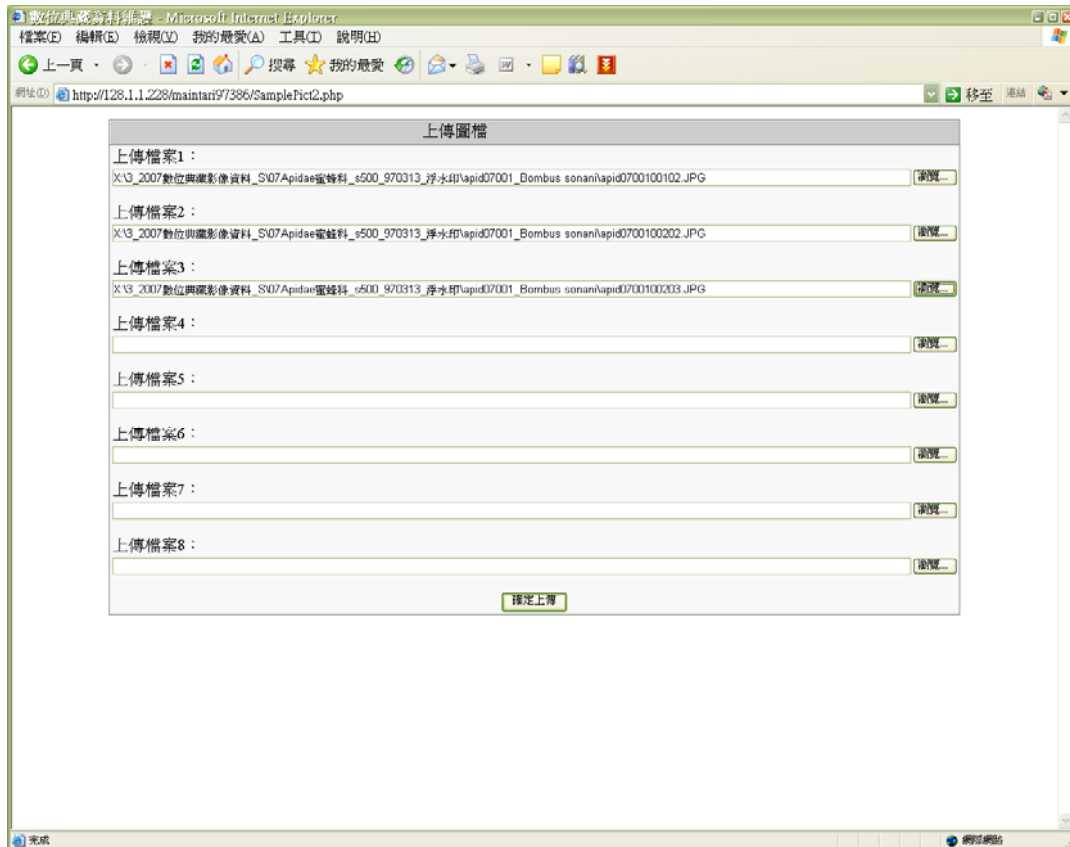 數位典藏資料維護 - Microsoft Internet Explorer
檔案(F) 編輯(E) 檢視(V) 我的最愛(A) 工具(T) 說明(H)
上一頁 搜尋 我的最愛
網址(D) http://128.1.1.228/maintari97386/SamplePict2.php 移至 連結
上傳圖檔
上傳檔案1：
X:\3_2007數位典藏影像資料_S\07Apidae蜜蜂科_s500_970313_浮水印\apid07001_Bombus sonani\apid0700100102.JPG 瀏覽...
上傳檔案2：
X:\3_2007數位典藏影像資料_S\07Apidae蜜蜂科_s500_970313_浮水印\apid07001_Bombus sonani\apid0700100202.JPG 瀏覽...
上傳檔案3：
X:\3_2007數位典藏影像資料_S\07Apidae蜜蜂科_s500_970313_浮水印\apid07001_Bombus sonani\apid0700100203.JPG 瀏覽...
上傳檔案4：
瀏覽...
上傳檔案5：
瀏覽...
上傳檔案6：
瀏覽...
上傳檔案7：
瀏覽...
上傳檔案8：
瀏覽...
確定上傳
完成 網際網路